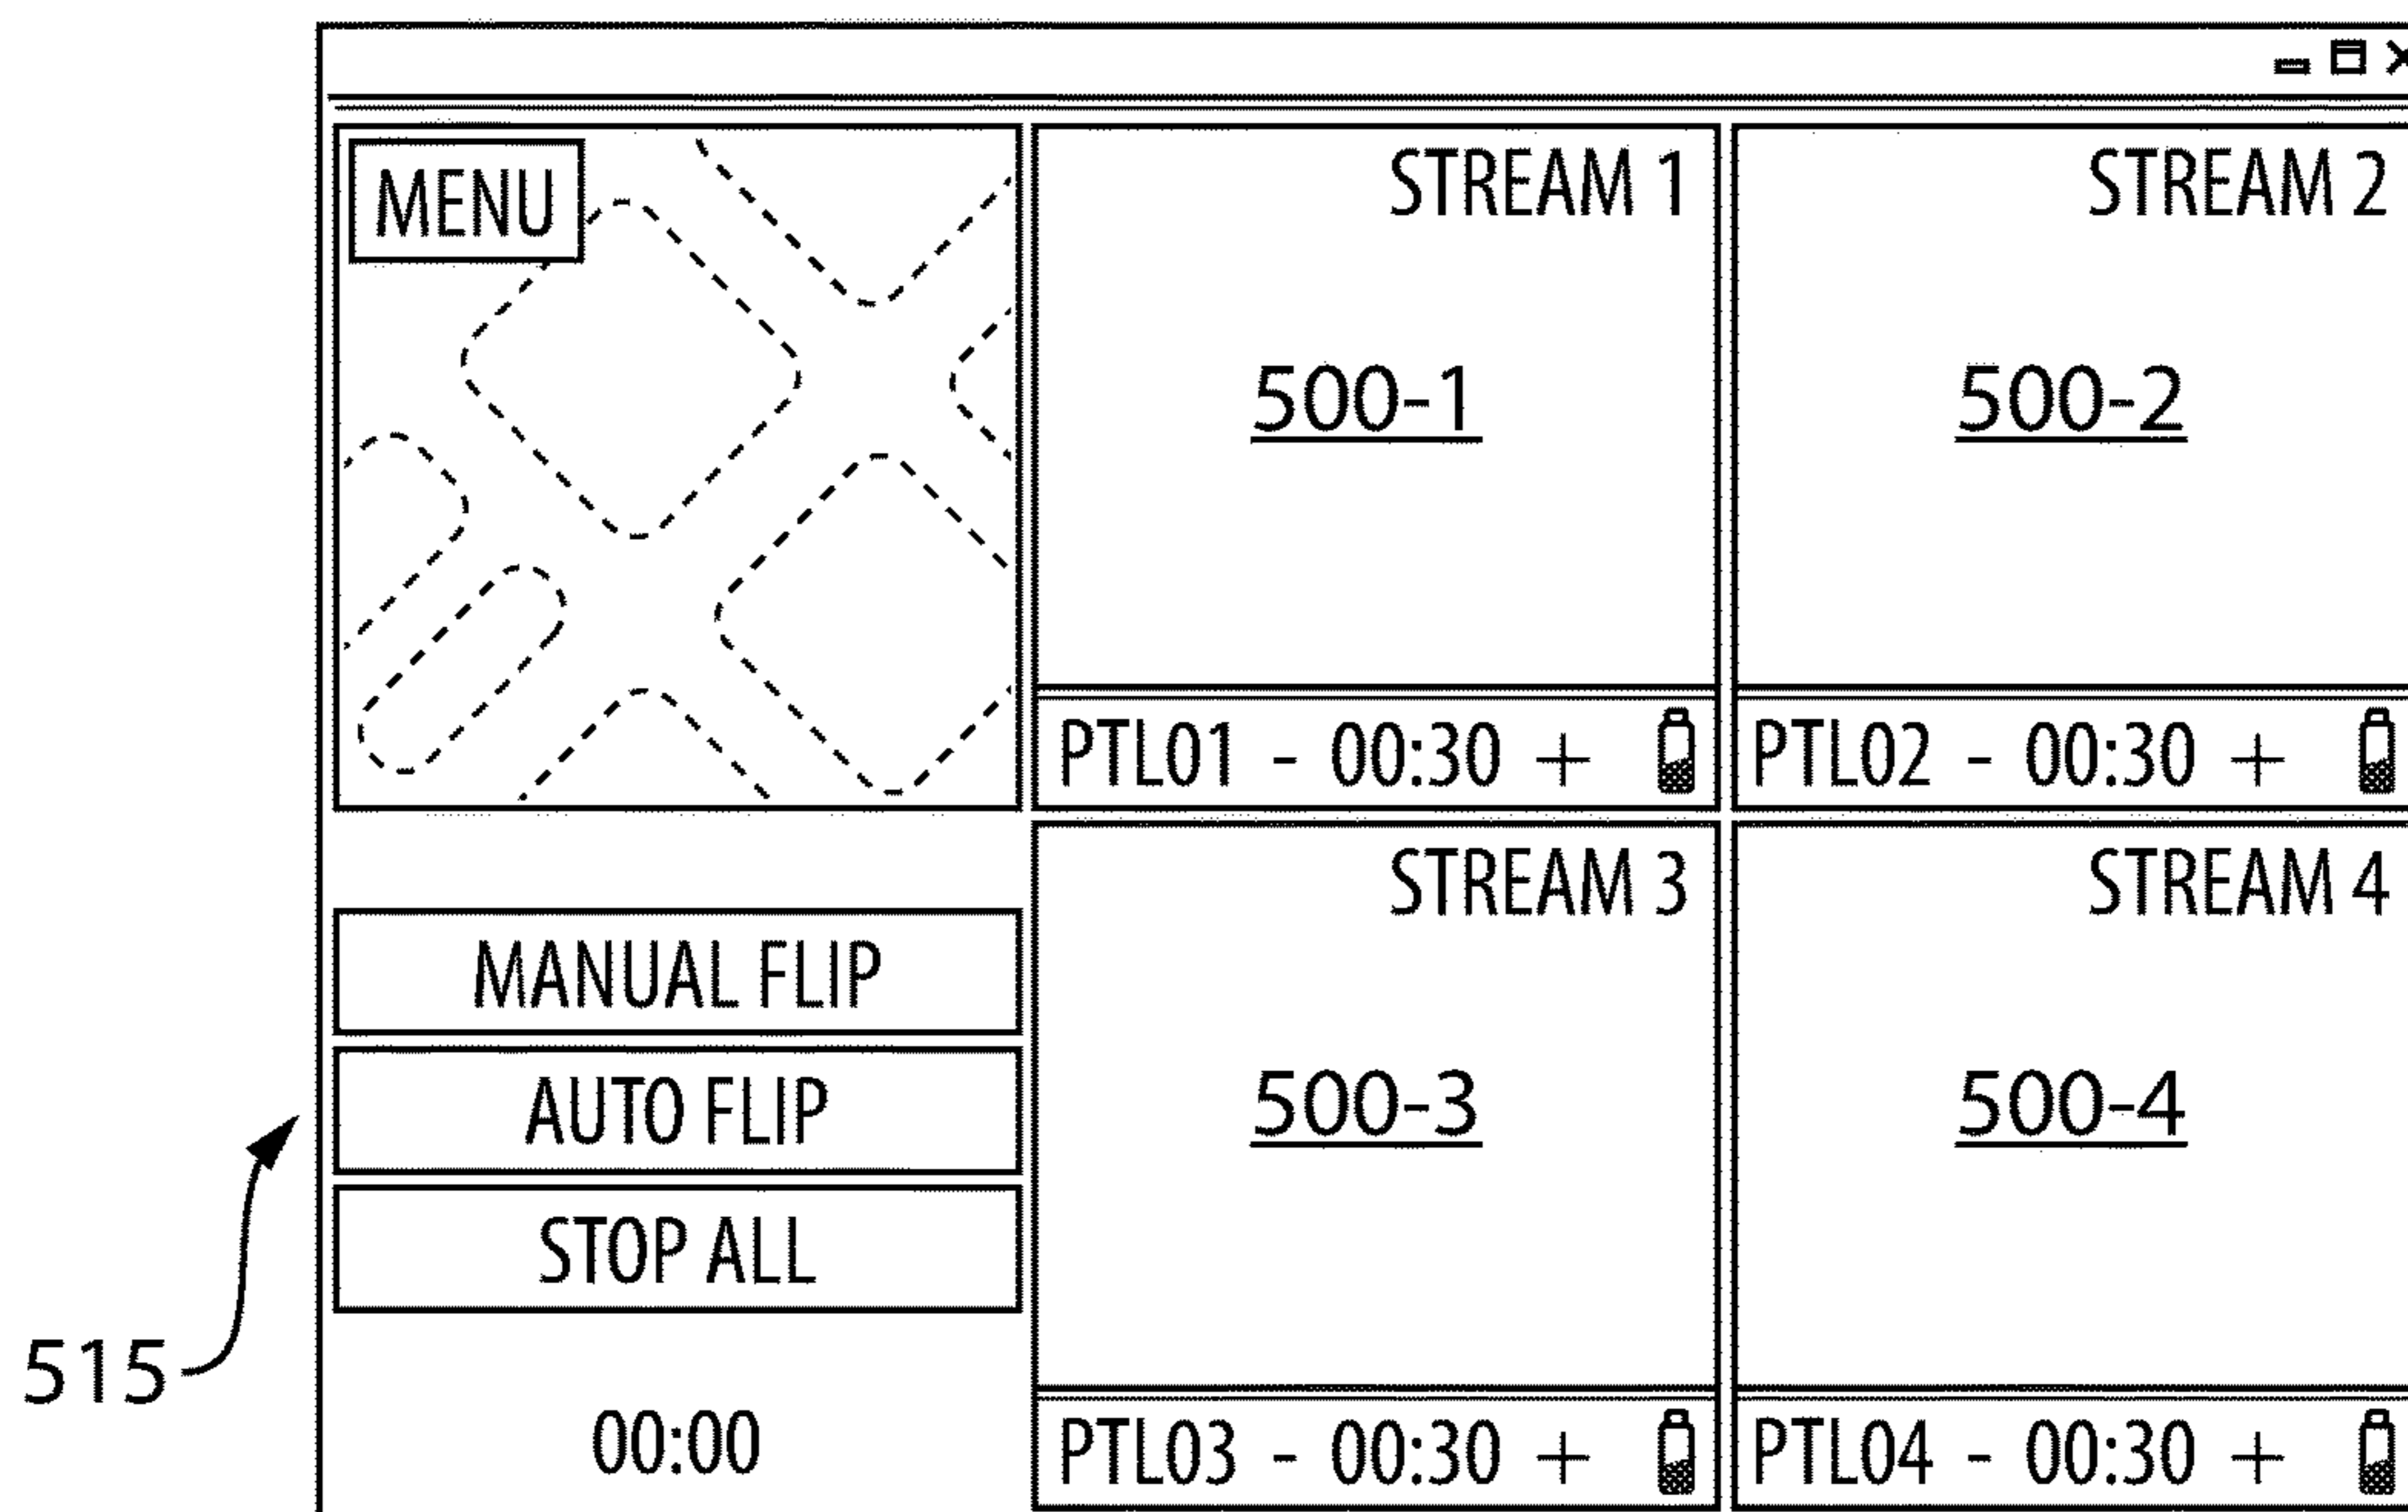 MENU
STREAM 1
500-1
PTL01 - 00:30 +
STREAM 2
500-2
PTL02 - 00:30 +
MANUAL FLIP
AUTO FLIP
STOP ALL
00:00
515
STREAM 3
500-3
PTL03 - 00:30 +
STREAM 4
500-4
PTL04 - 00:30 +